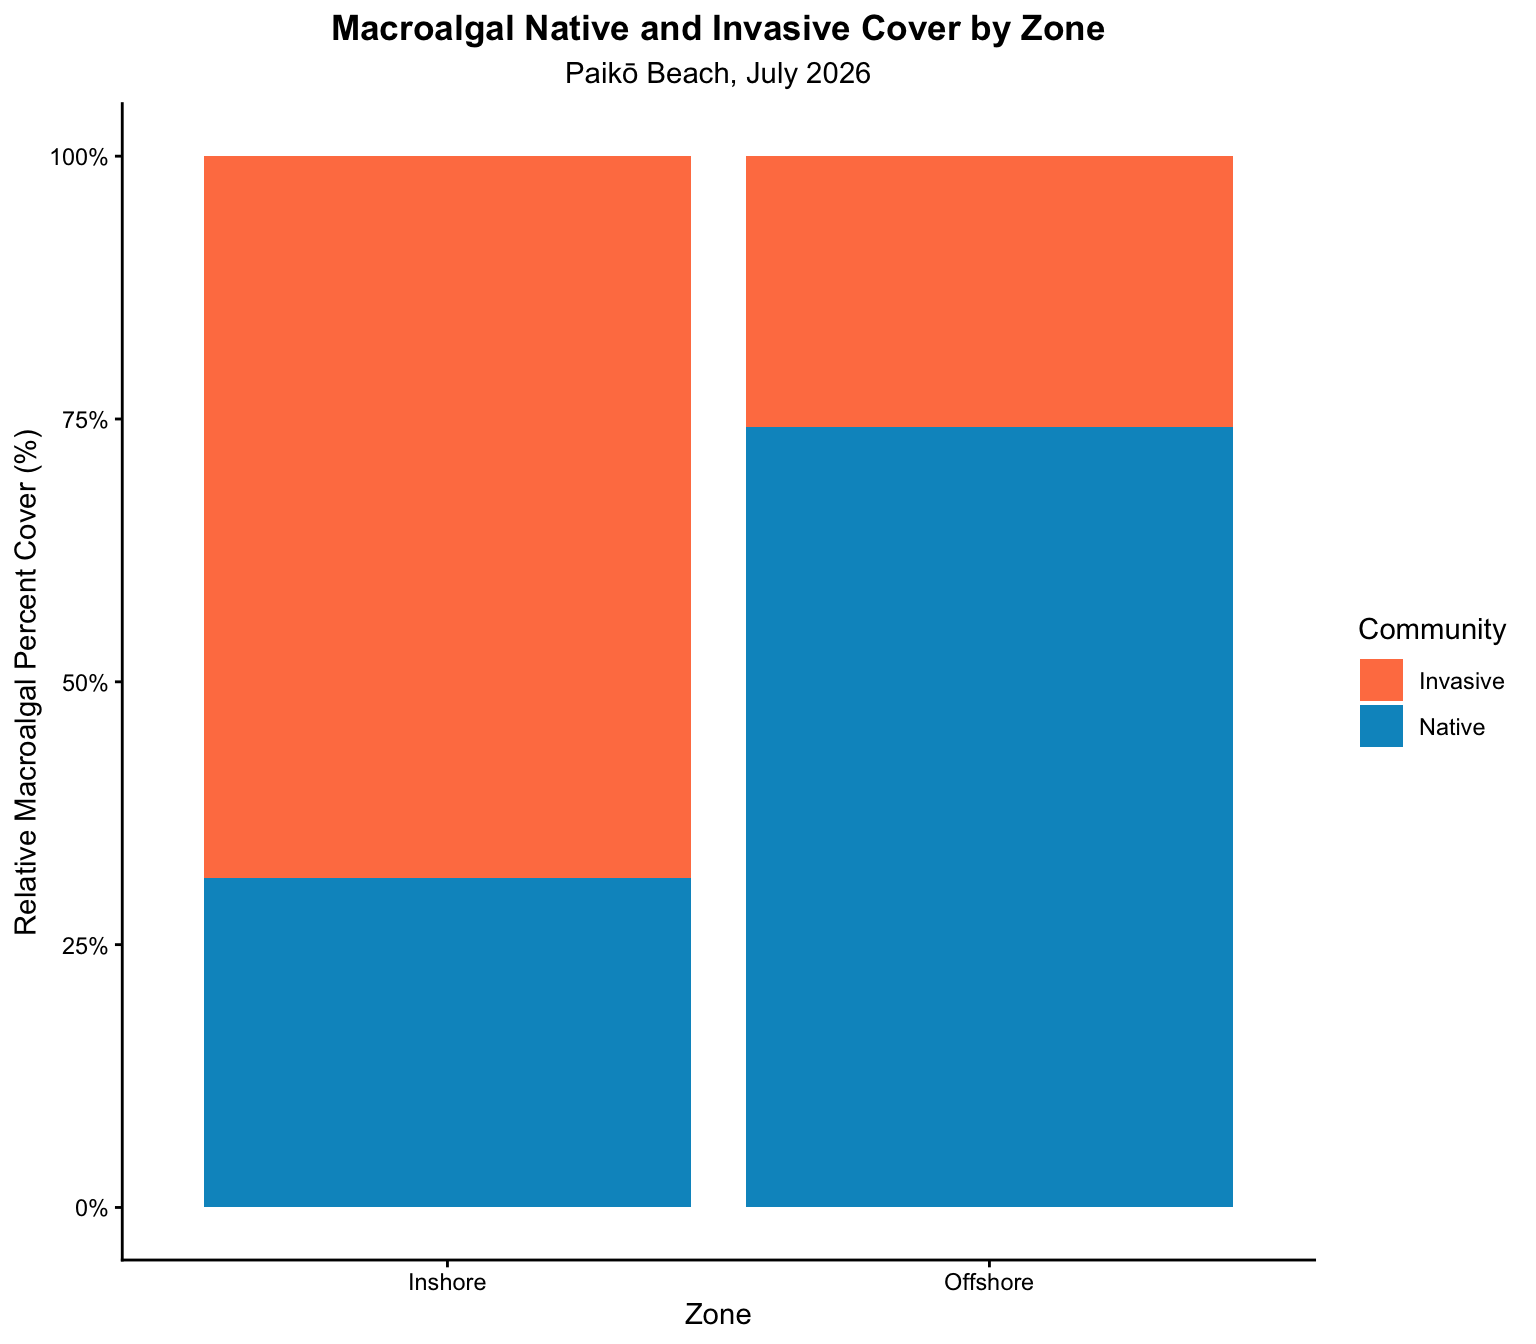 Macroalgal Native and Invasive Cover by Zone
Paikō Beach, July 2026
Relative Macroalgal Percent Cover (%)
100%
75%
50%
25%
0%
Inshore
Offshore
Zone
Community
Invasive
Native